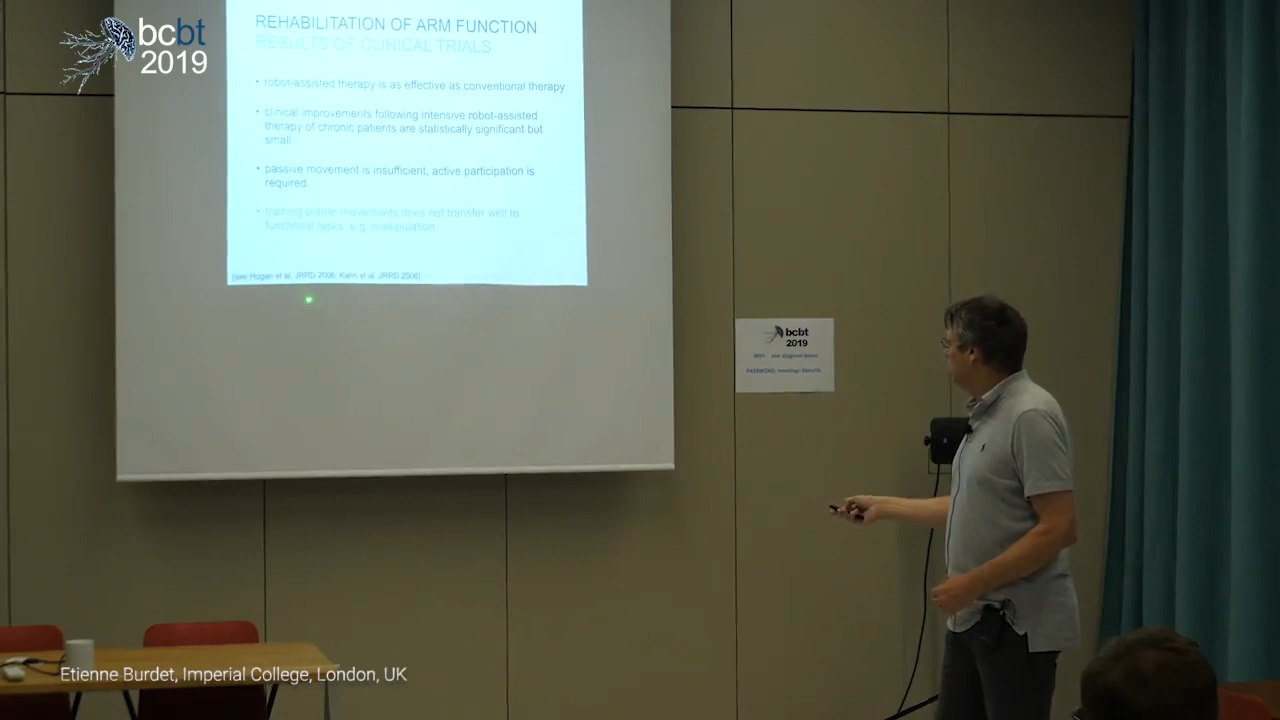 bcbt
2019
REHABILITATION OF ARM FUNCTION
RESULTS OF CLINICAL TRIALS
• robot-assisted therapy is as effective as conventional therapy
• clinical improvements following intensive robot-assisted
therapy of chronic patients are statistically significant but
small
• passive movement is insufficient, active participation is
required
• training planar movements does not transfer well to
functional tasks, e.g. manipulation
[see Hogan et al. JRRD 2006; Kahn et al. JRRD 2006]
bcbt
2019
WIFI:
PASSWORD:
Etienne Burdet, Imperial College, London, UK